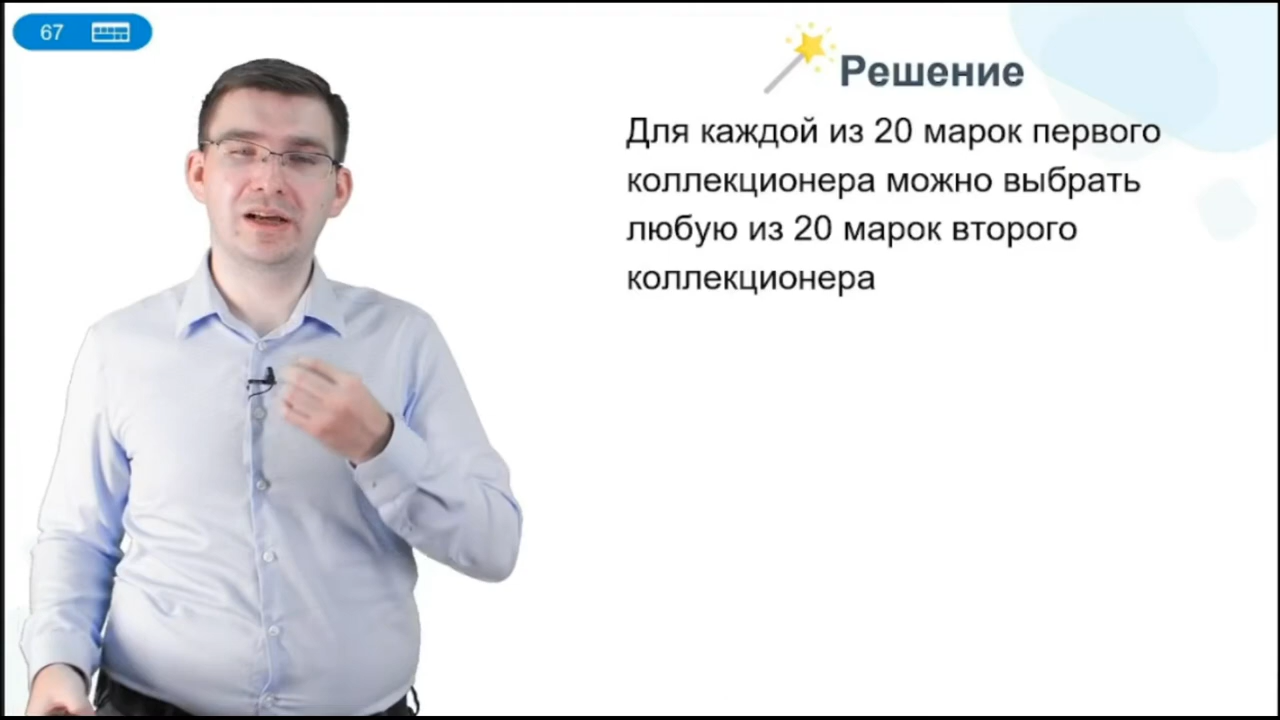 67
Решение
Для каждой из 20 марок первого
коллекционера можно выбрать
любую из 20 марок второго
коллекционера